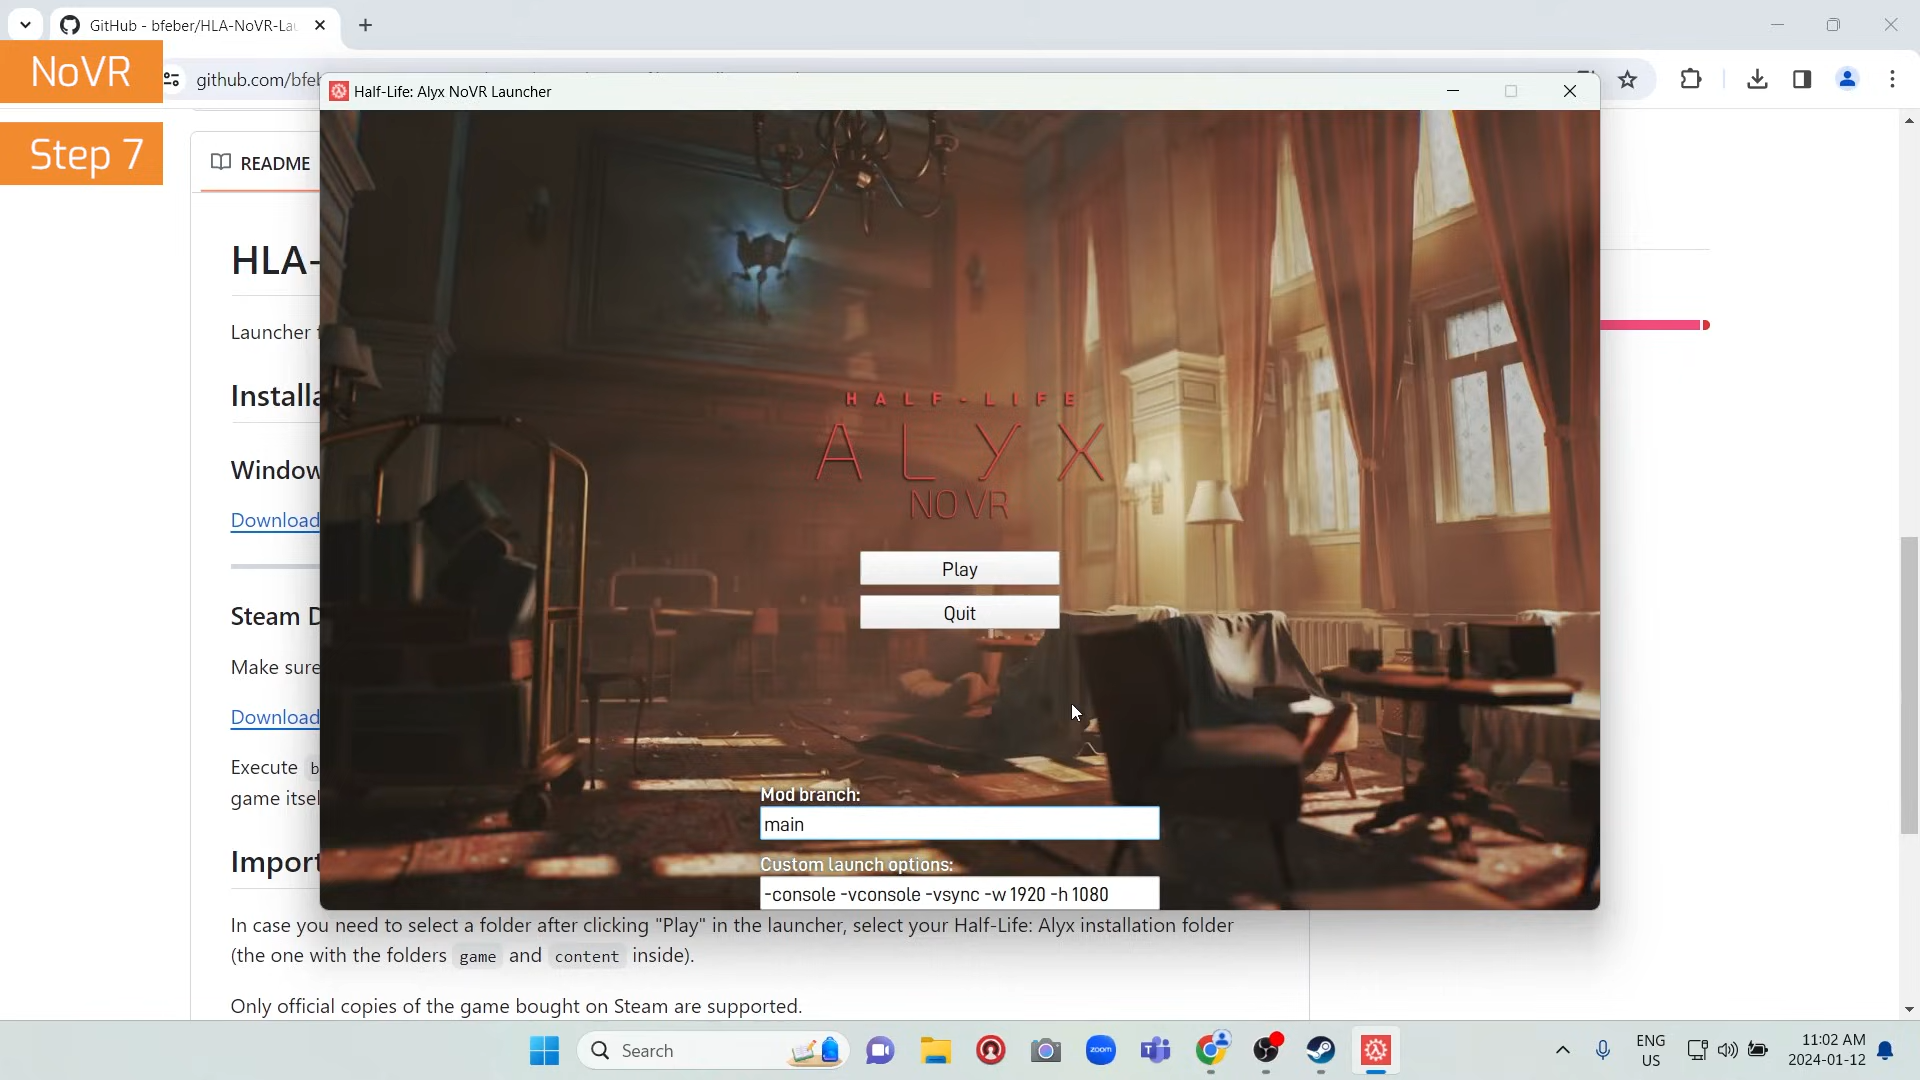 GitHub - bfeber/HLA-NoVR-La
NoVR
github.com/bfeb
Half-Life: Alyx NoVR Launcher
Step 7
README
HLA-
Launcher f
HALF-LIFE
ALYX
NO VR
Installa
Window
Download
Play
Quit
Steam D
Make sure
Download
Execute b
game itsel
Mod branch:
main
Custom launch options:
-console -vconsole -vsync -w 1920 -h 1080
Import
In case you need to select a folder after clicking "Play" in the launcher, select your Half-Life: Alyx installation folder
(the one with the folders game and content inside).
Only official copies of the game bought on Steam are supported.
Search
zoom
ENG
US
11:02 AM
2024-01-12